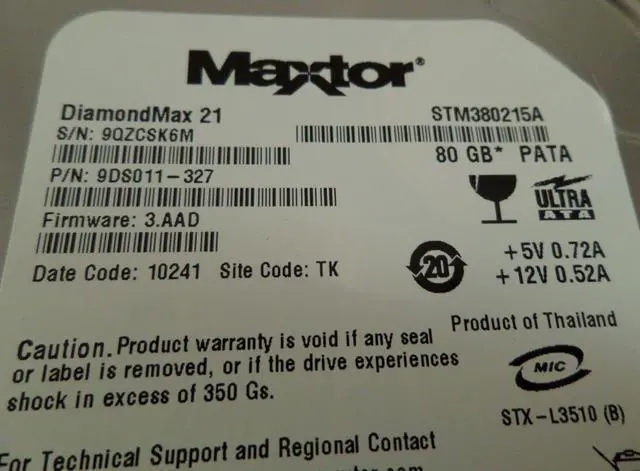 Maxtor®
DiamondMax 21
STM380215A
S/N: 9QZCSK6M
80 GB* PATA
P/N: 9DS011-327
ULTRA
ATA
Firmware: 3.AAD
20
+5V 0.72A
+12V 0.52A
Date Code: 10241 Site Code: TK
Product of Thailand
Caution. Product warranty is void if any seal
or label is removed, or if the drive experiences
shock in excess of 350 Gs.
MIC
STX-L3510 (B)
For Technical Support and Regional Contact